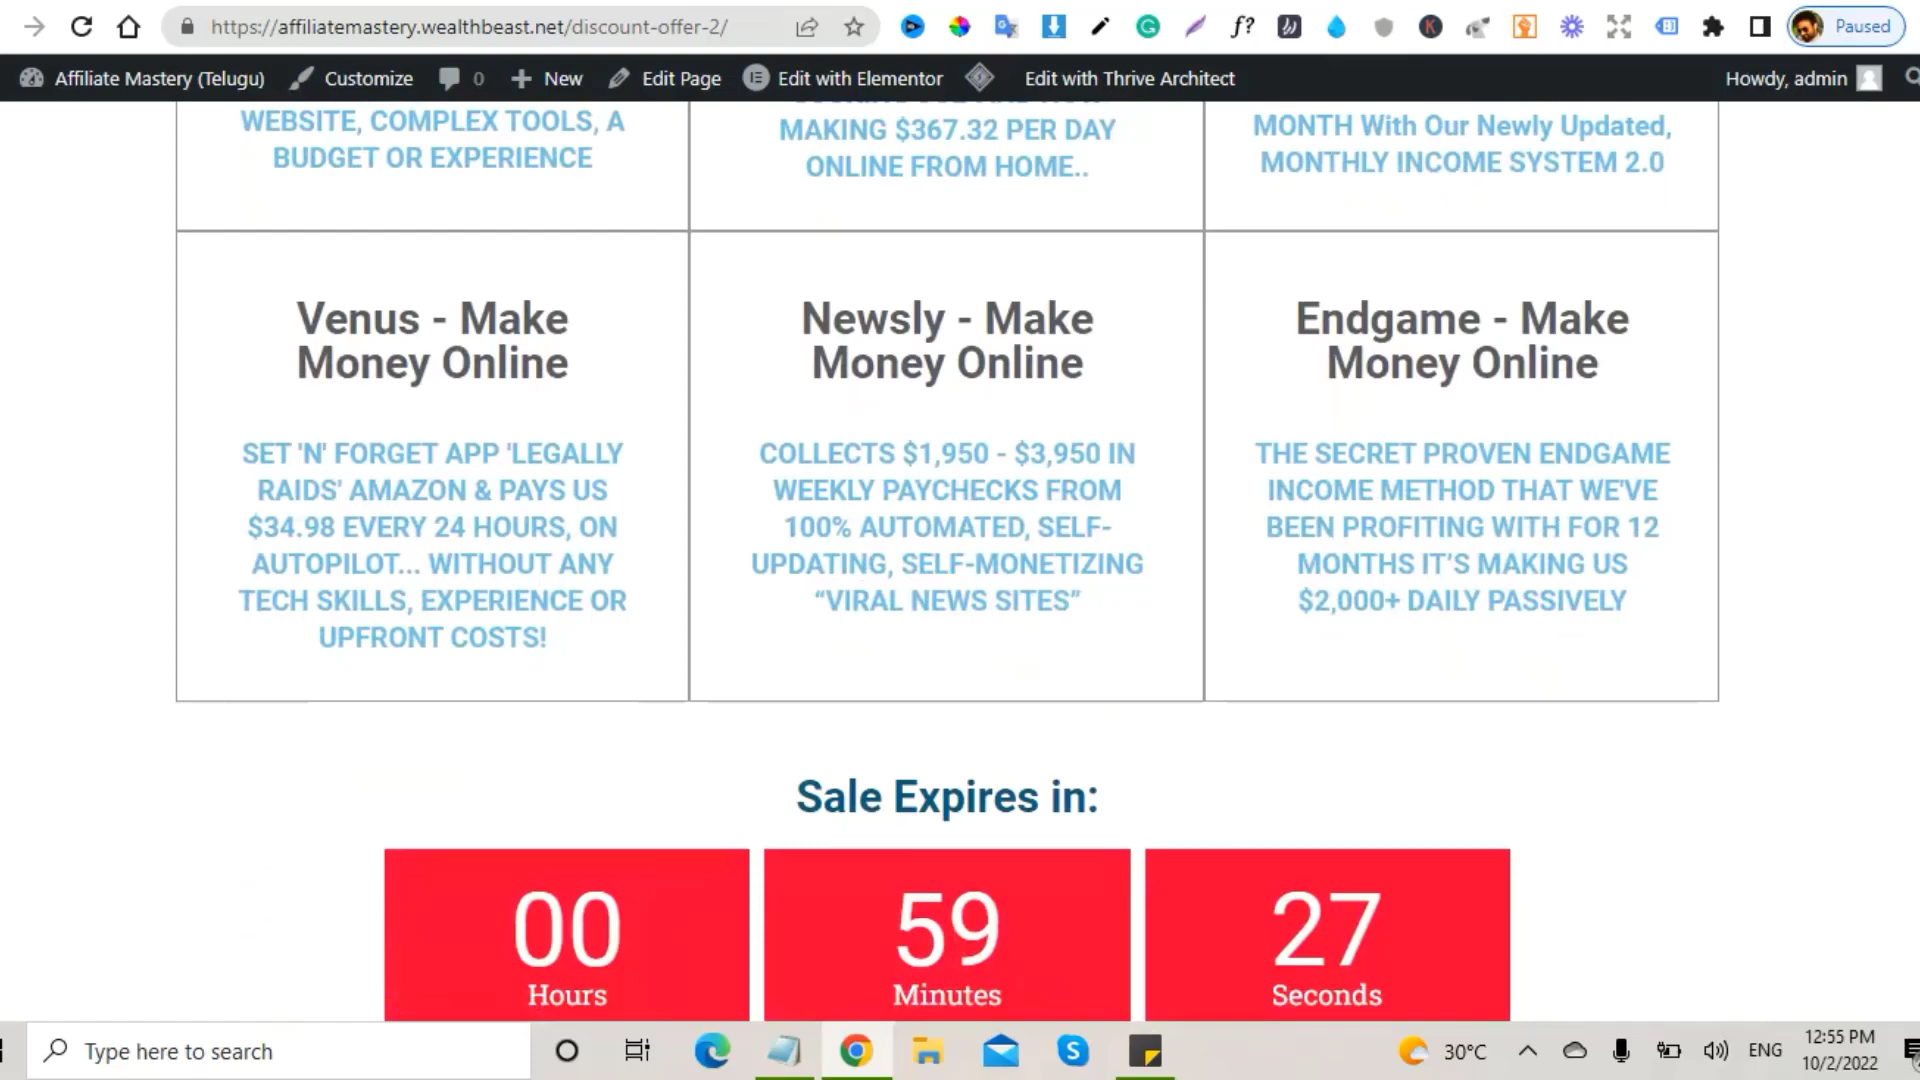 https://affiliatemastery.wealthbeast.net/discount-offer-2/
Paused
Affiliate Mastery (Telugu)
Customize
0
New
Edit Page
Edit with Elementor
Edit with Thrive Architect
Howdy, admin
WEBSITE, COMPLEX TOOLS, A
BUDGET OR EXPERIENCE
MAKING $367.32 PER DAY
ONLINE FROM HOME..
MONTH With Our Newly Updated,
MONTHLY INCOME SYSTEM 2.0
Venus - Make
Money Online
SET 'N' FORGET APP 'LEGALLY
RAIDS' AMAZON & PAYS US
$34.98 EVERY 24 HOURS, ON
AUTOPILOT... WITHOUT ANY
TECH SKILLS, EXPERIENCE OR
UPFRONT COSTS!
Newsly - Make
Money Online
COLLECTS $1,950 - $3,950 IN
WEEKLY PAYCHECKS FROM
100% AUTOMATED, SELF-
UPDATING, SELF-MONETIZING
“VIRAL NEWS SITES”
Endgame - Make
Money Online
THE SECRET PROVEN ENDGAME
INCOME METHOD THAT WE'VE
BEEN PROFITING WITH FOR 12
MONTHS IT’S MAKING US
$2,000+ DAILY PASSIVELY
Sale Expires in:
00
Hours
59
Minutes
27
Seconds
Type here to search
30°C
ENG
12:55 PM
10/2/2022